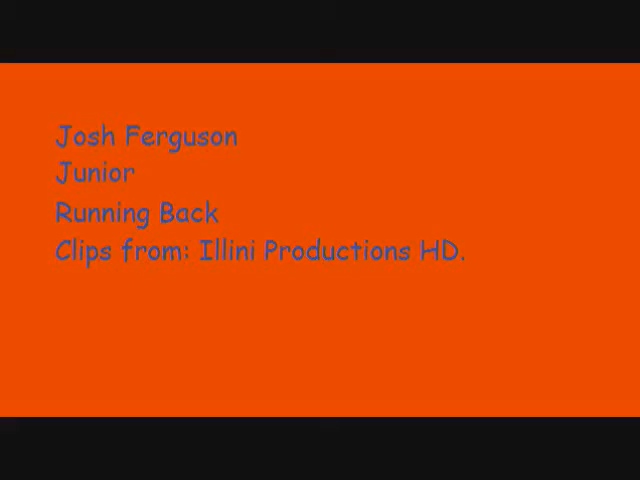 Josh Ferguson
Junior
Running Back
Clips from: Illini Productions HD.